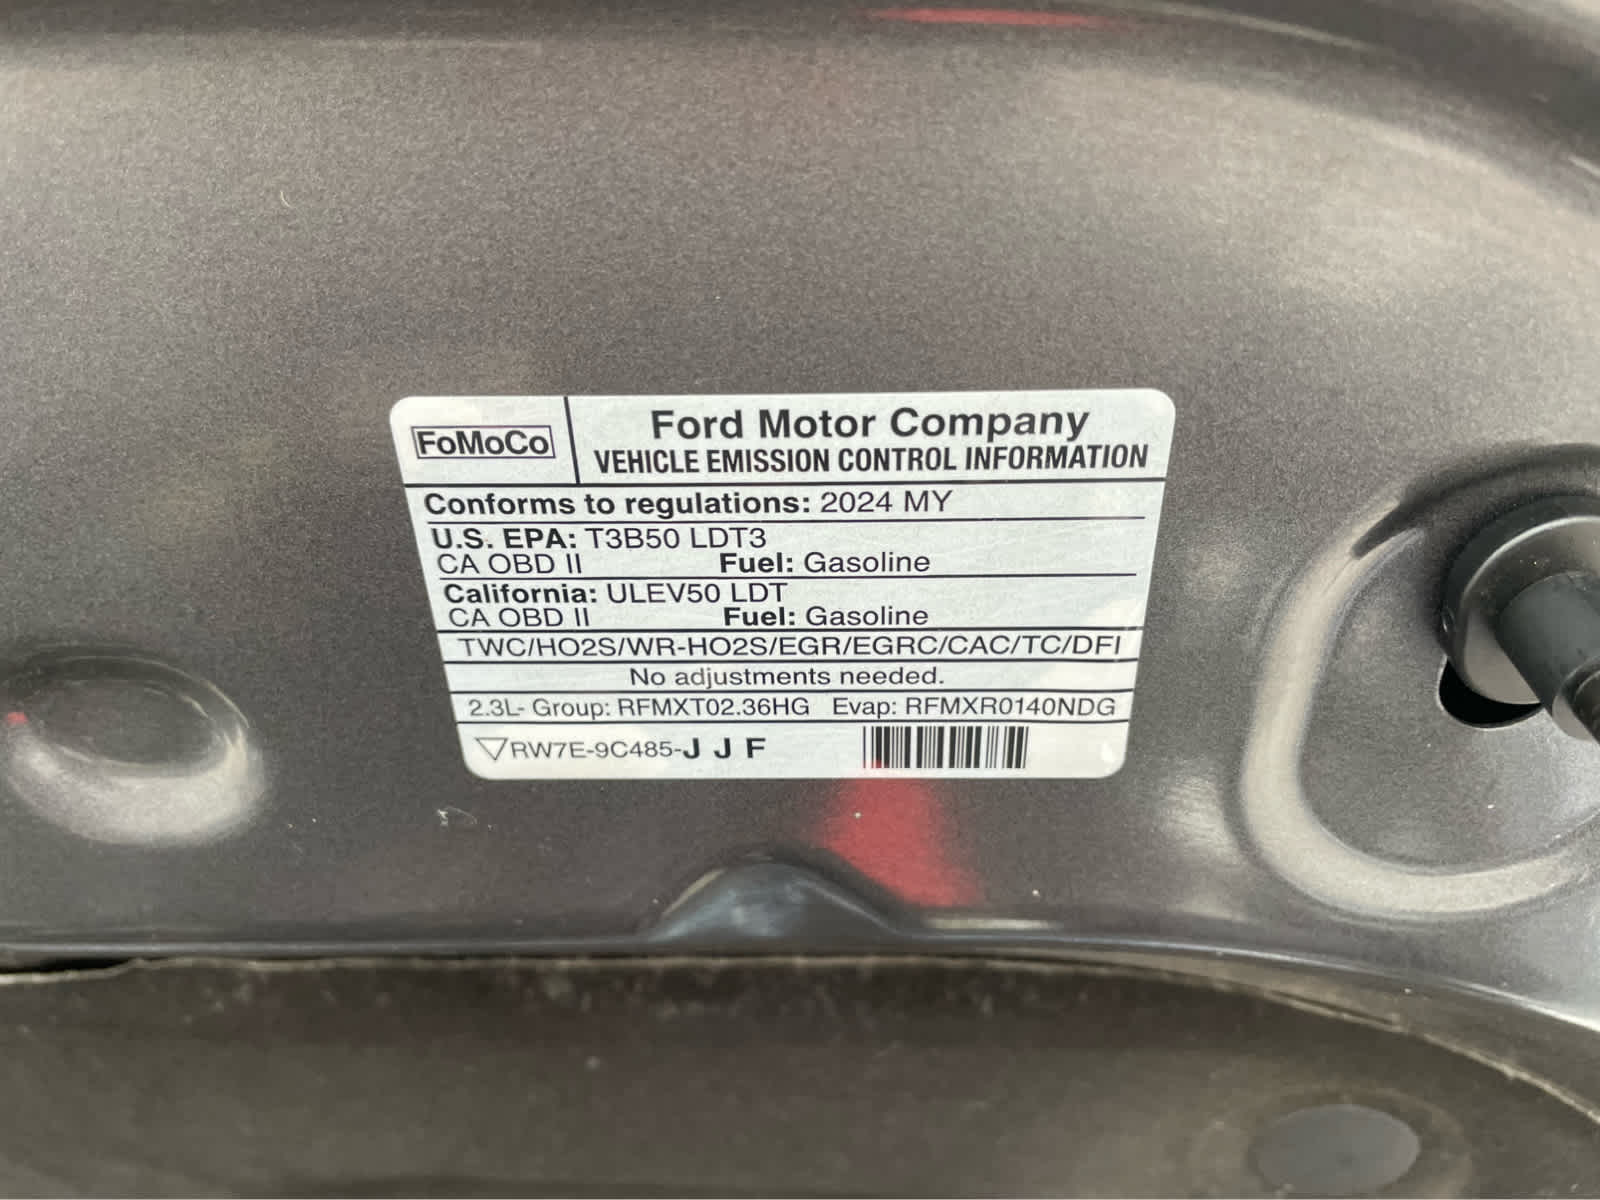 FoMoCo
Ford Motor Company
VEHICLE EMISSION CONTROL INFORMATION
Conforms to regulations: 2024 MY
U.S. EPA: T3B50 LDT3
CA OBD II Fuel: Gasoline
California: ULEV50 LDT
CA OBD II Fuel: Gasoline
TWC/HO2S/WR-HO2S/EGR/EGRC/CAC/TC/DFI
No adjustments needed.
2.3L- Group: RFMXT02.36HG Evap: RFMXR0140NDG
RW7E-9C485-J J F